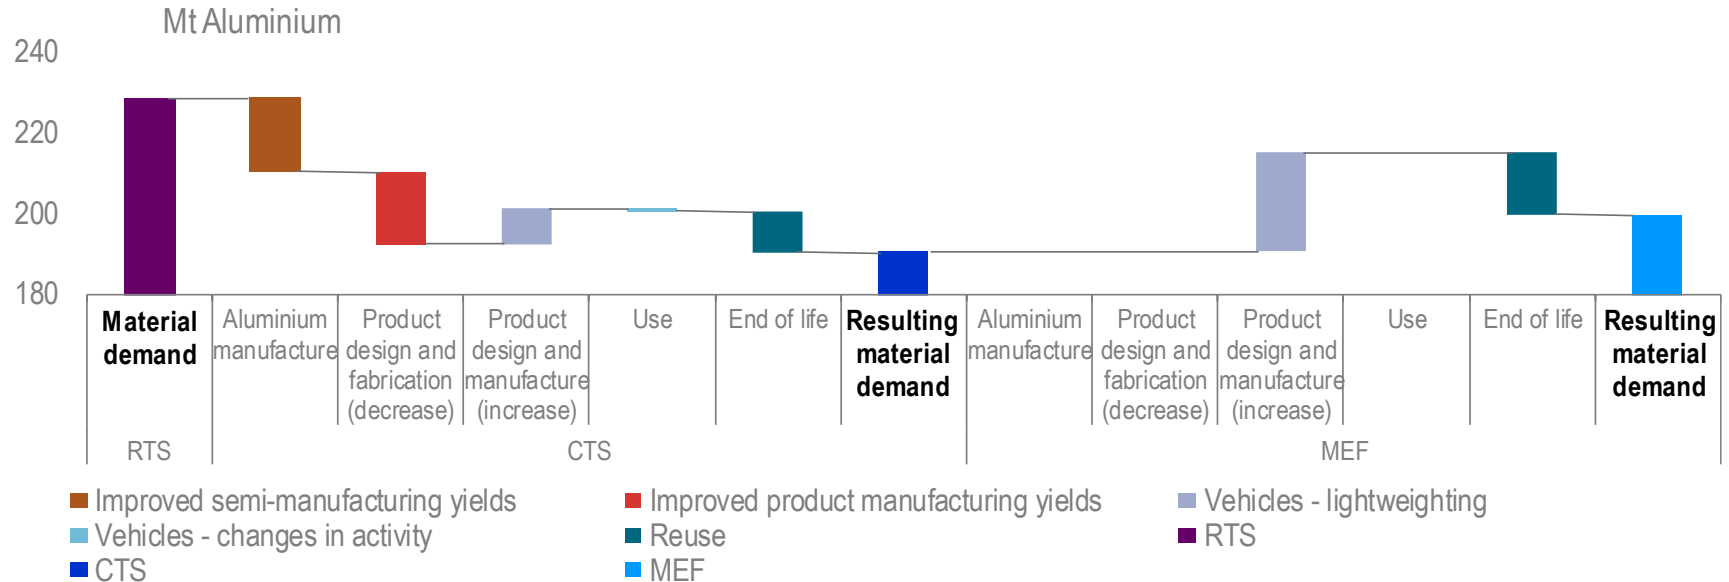 Mt Aluminium
240
220
200
180
Material
demand
Aluminium
manufacture
Product
design and
fabrication
(decrease)
Product
design and
manufacture
(increase)
Use
End of life
Resulting
material
demand
Aluminium
manufacture
Product
design and
fabrication
(decrease)
Product
design and
manufacture
(increase)
Use
End of life
Resulting
material
demand
RTS
CTS
MEF
Improved semi-manufacturing yields
Improved product manufacturing yields
Vehicles - lightweighting
Vehicles - changes in activity
Reuse
RTS
CTS
MEF